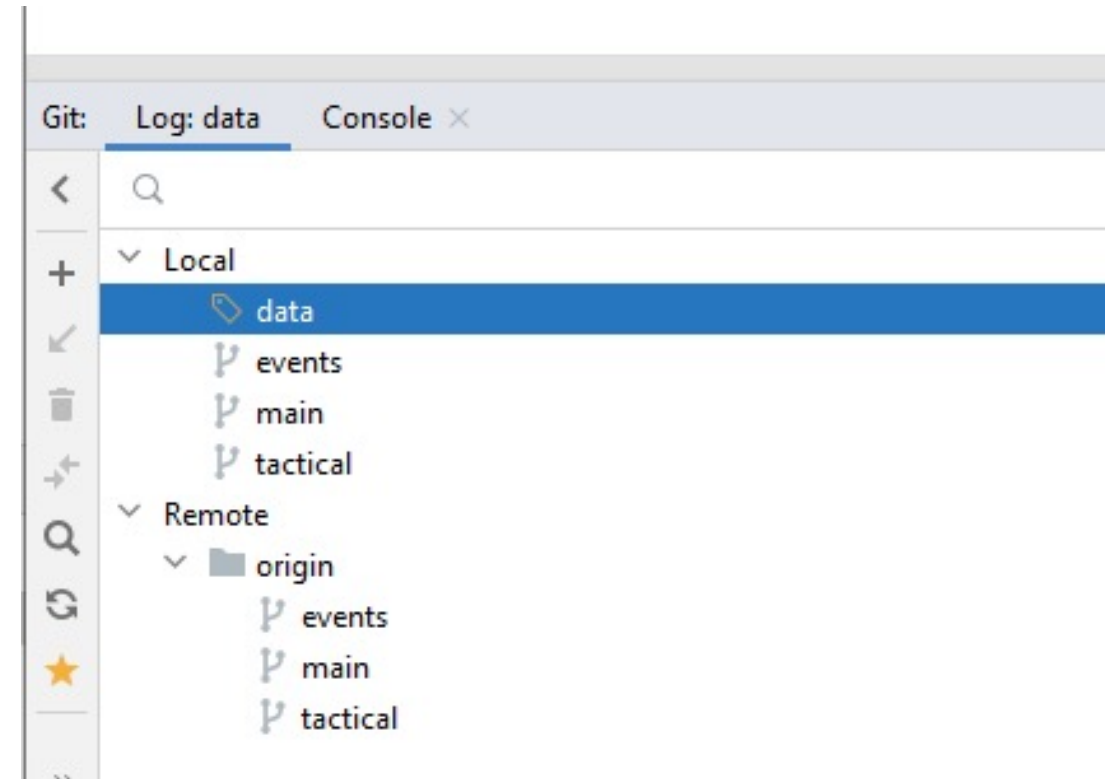 Git: Log: data Console
Local
data
events
main
tactical
Remote
origin
events
main
tactical